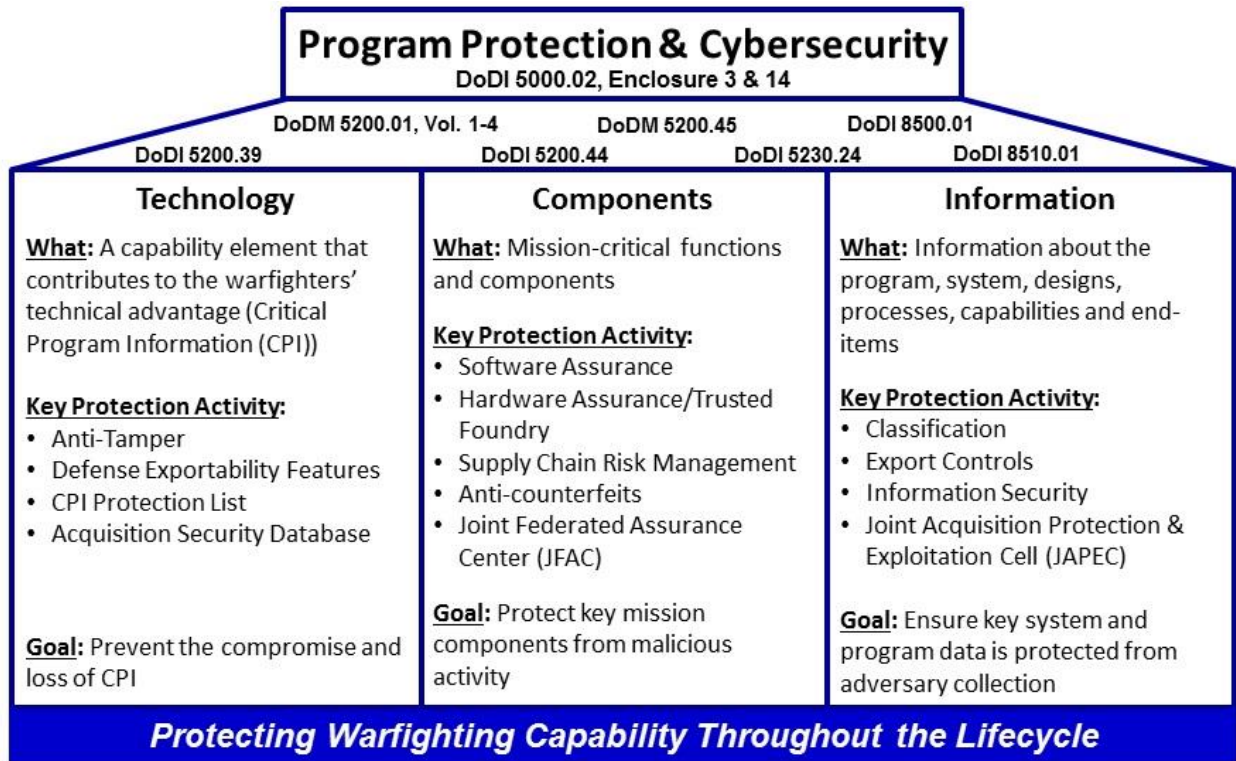 Program Protection & Cybersecurity
DoDI 5000.02, Enclosure 3 & 14
DoDM 5200.01, Vol. 1-4
DoDM 5200.45
DoDI 8500.01
DoDI 5200.39
DoDI 5200.44
DoDI 5230.24
DoDI 8510.01
Technology
What: A capability element that
contributes to the warfighters’
technical advantage (Critical
Program Information (CPI))
Key Protection Activity:
• Anti-Tamper
• Defense Exportability Features
• CPI Protection List
• Acquisition Security Database
Goal: Prevent the compromise and
loss of CPI
Components
What: Mission-critical functions
and components
Key Protection Activity:
• Software Assurance
• Hardware Assurance/Trusted
Foundry
• Supply Chain Risk Management
• Anti-counterfeits
• Joint Federated Assurance
Center (JFAC)
Goal: Protect key mission
components from malicious
activity
Information
What: Information about the
program, system, designs,
processes, capabilities and end-
items
Key Protection Activity:
• Classification
• Export Controls
• Information Security
• Joint Acquisition Protection &
Exploitation Cell (JAPEC)
Goal: Ensure key system and
program data is protected from
adversary collection
Protecting Warfighting Capability Throughout the Lifecycle